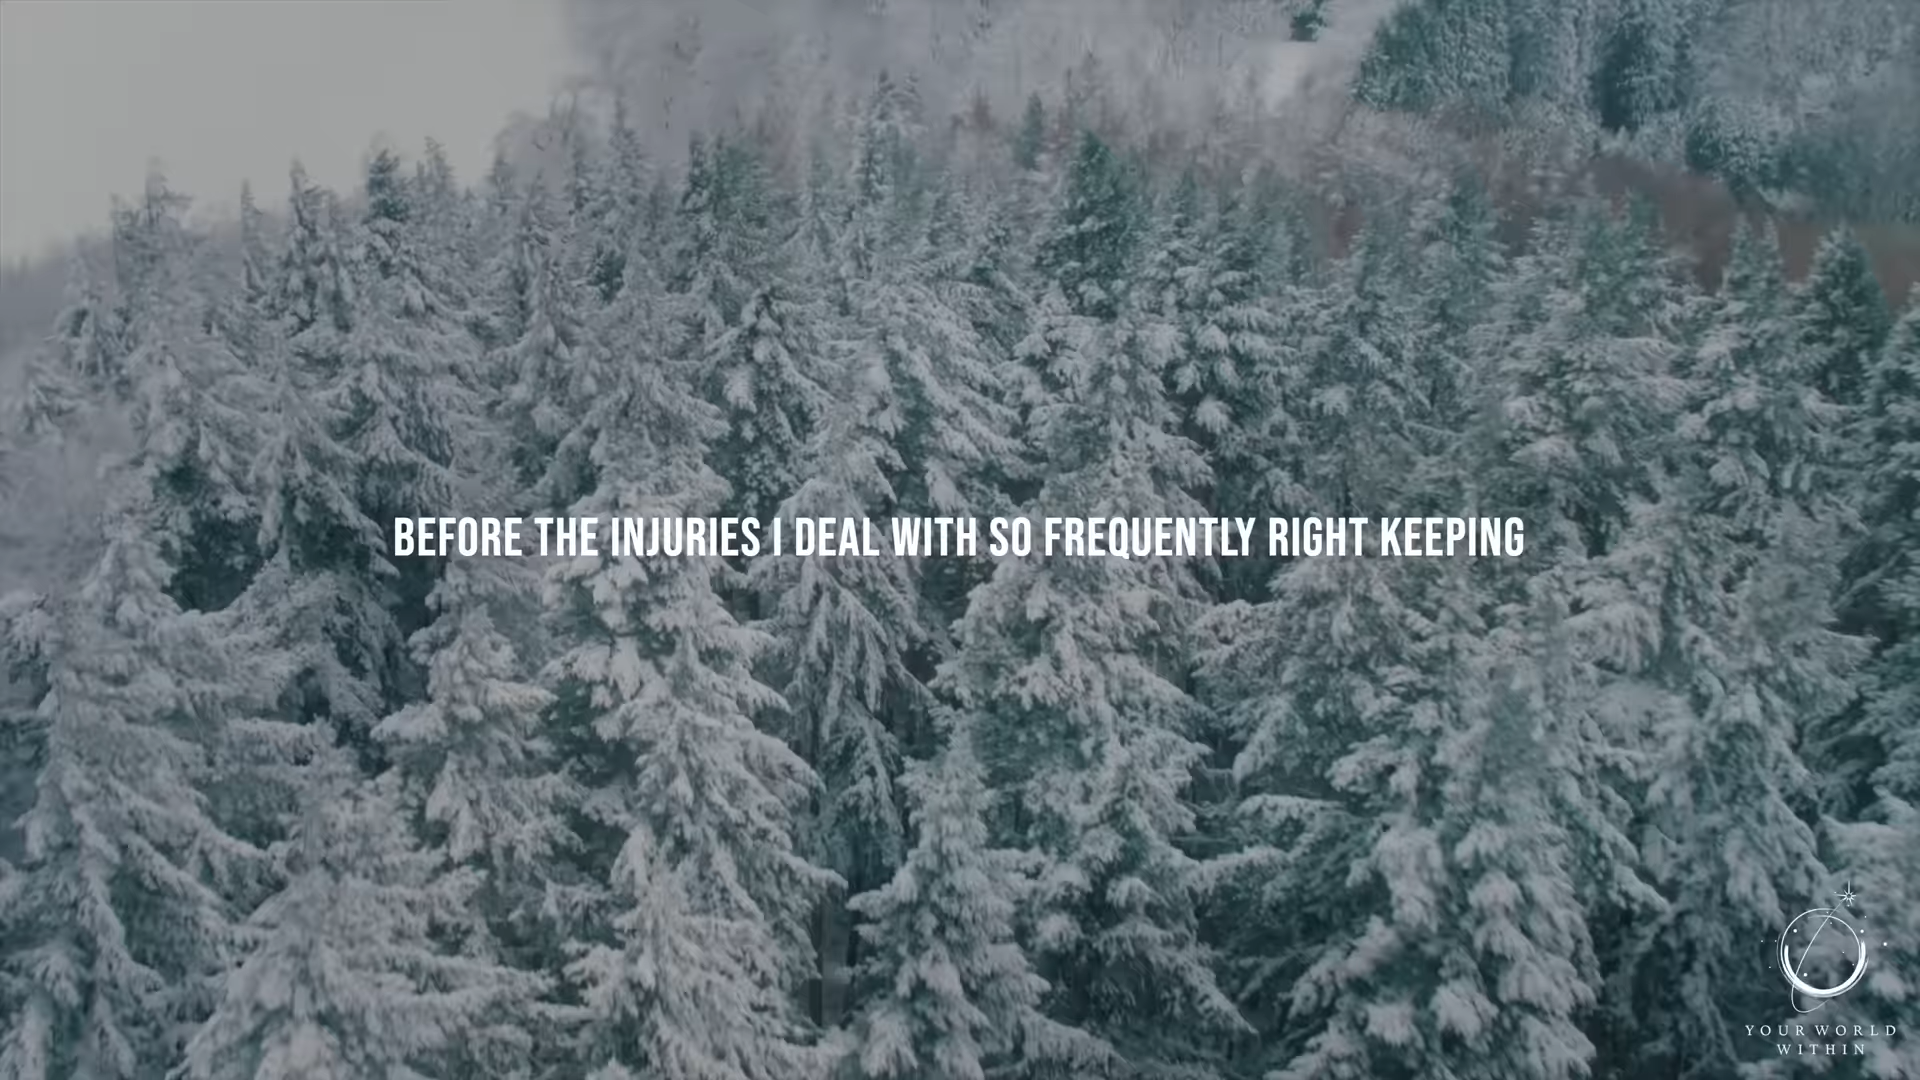 BEFORE THE INJURIES I DEAL WITH SO FREQUENTLY RIGHT KEEPING
YOUR WORLD
WITHIN